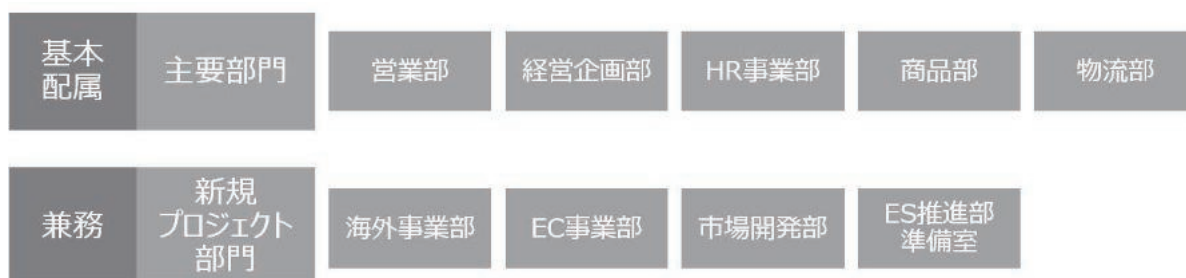 基本
配属
主要部門
営業部
経営企画部
HR事業部
商品部
物流部
兼務
新規
プロジェクト
部門
海外事業部
EC事業部
市場開発部
ES推進部
準備室